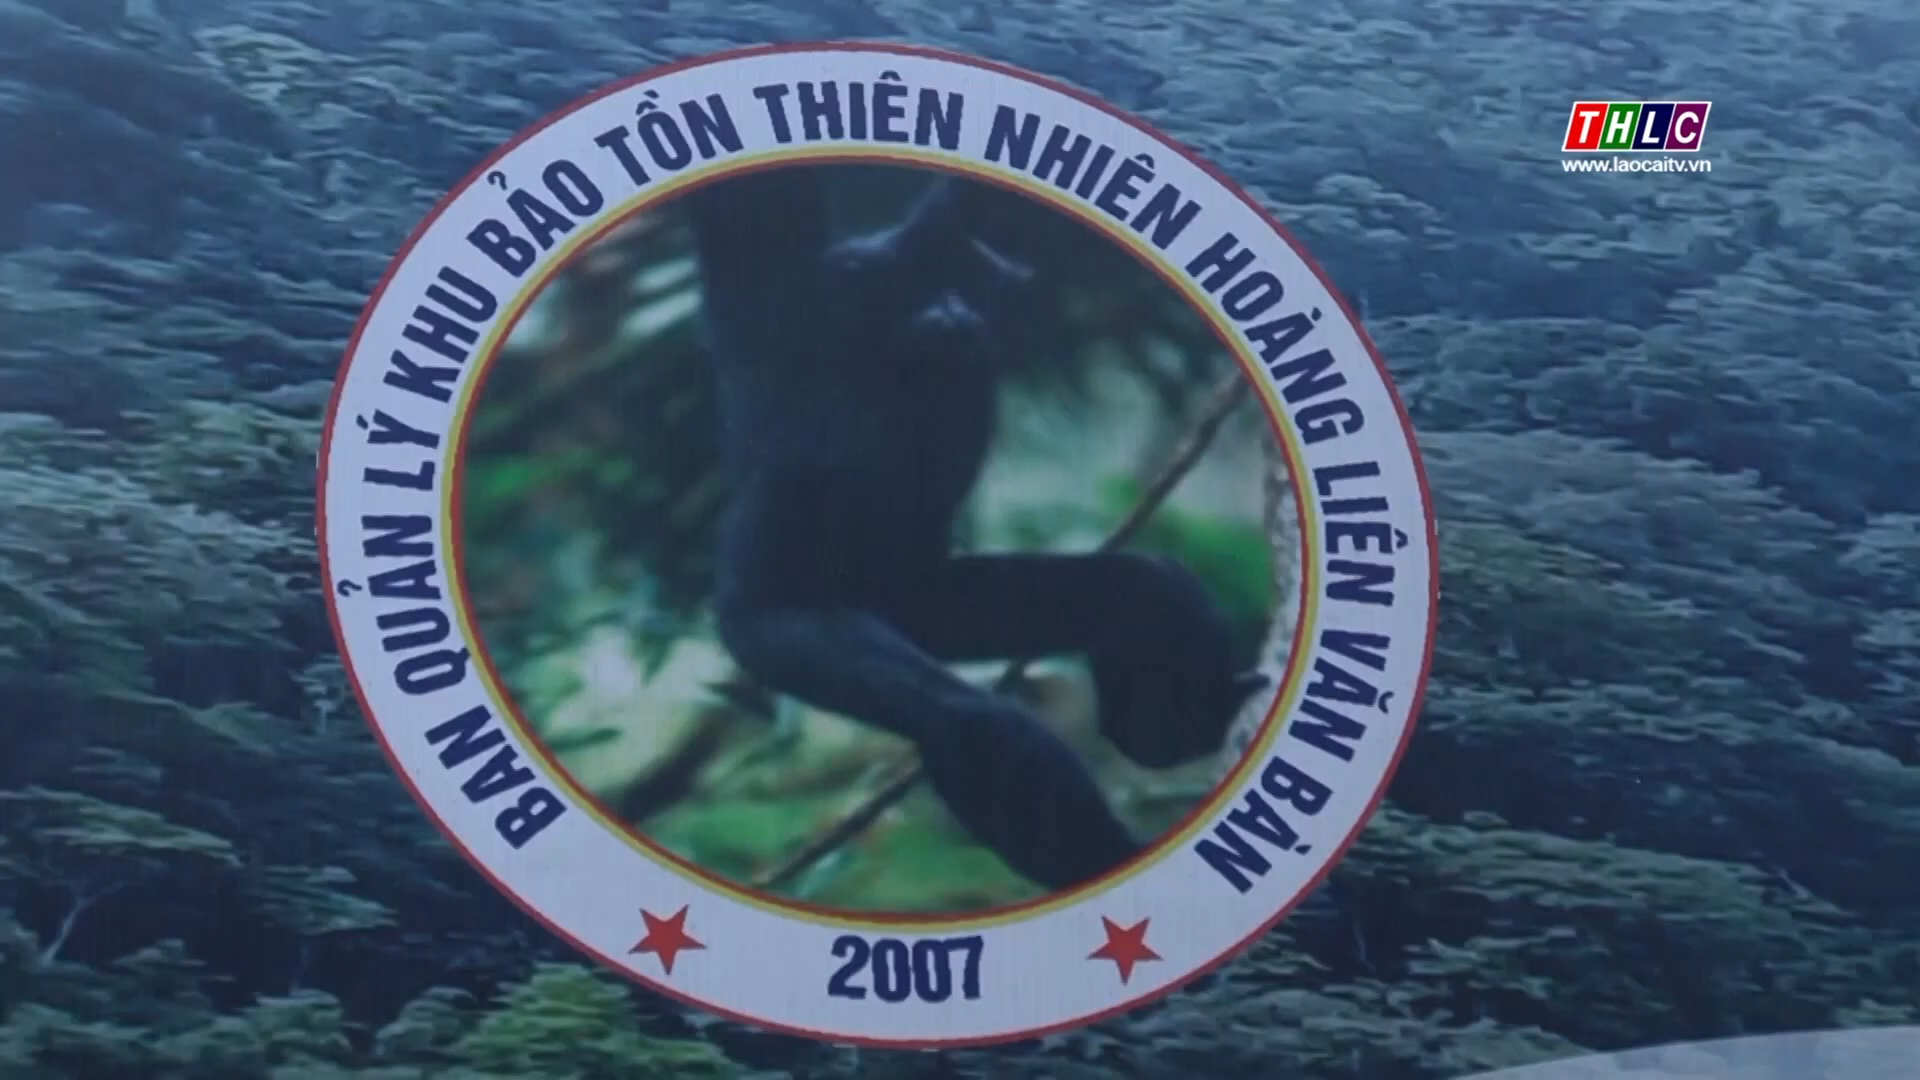 THLC
www.laocaitv.vn
BAN QUẢN LÝ KHU BẢO TỒN THIÊN NHIÊN HOÀNG LIÊN VĂN BÀN
2007